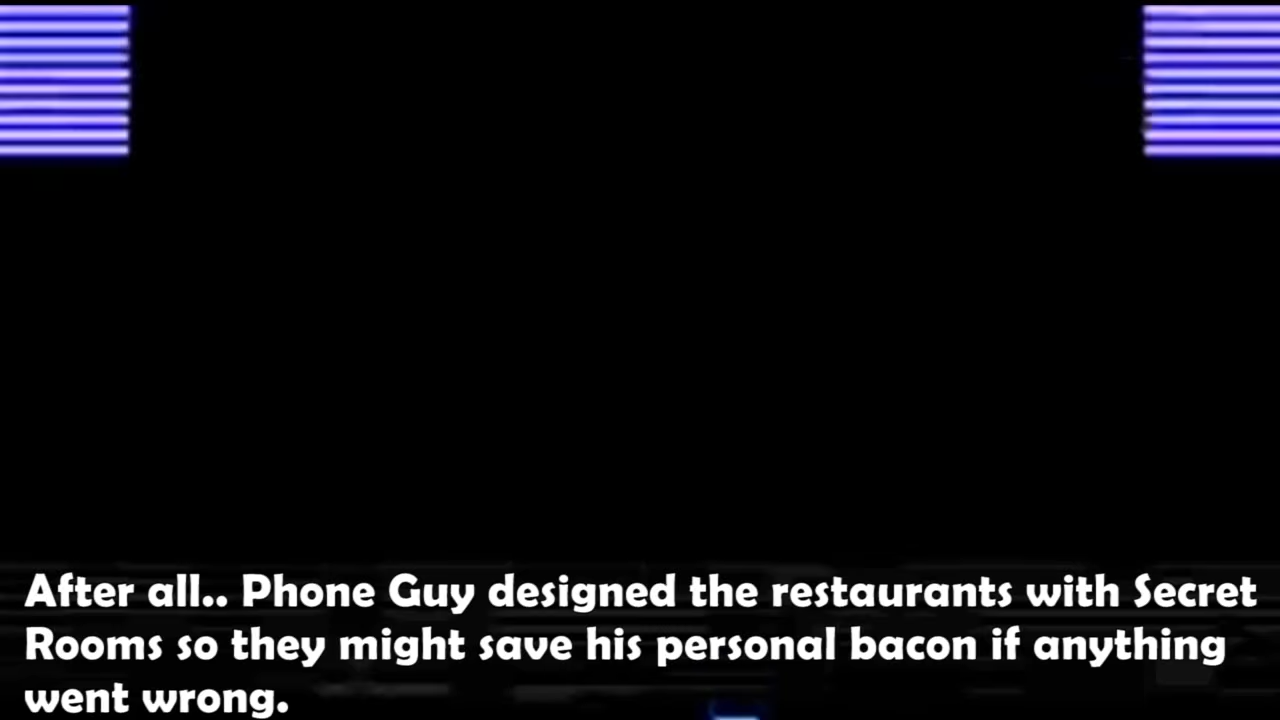 After all.. Phone Guy designed the restaurants with Secret
Rooms so they might save his personal bacon if anything
went wrong.